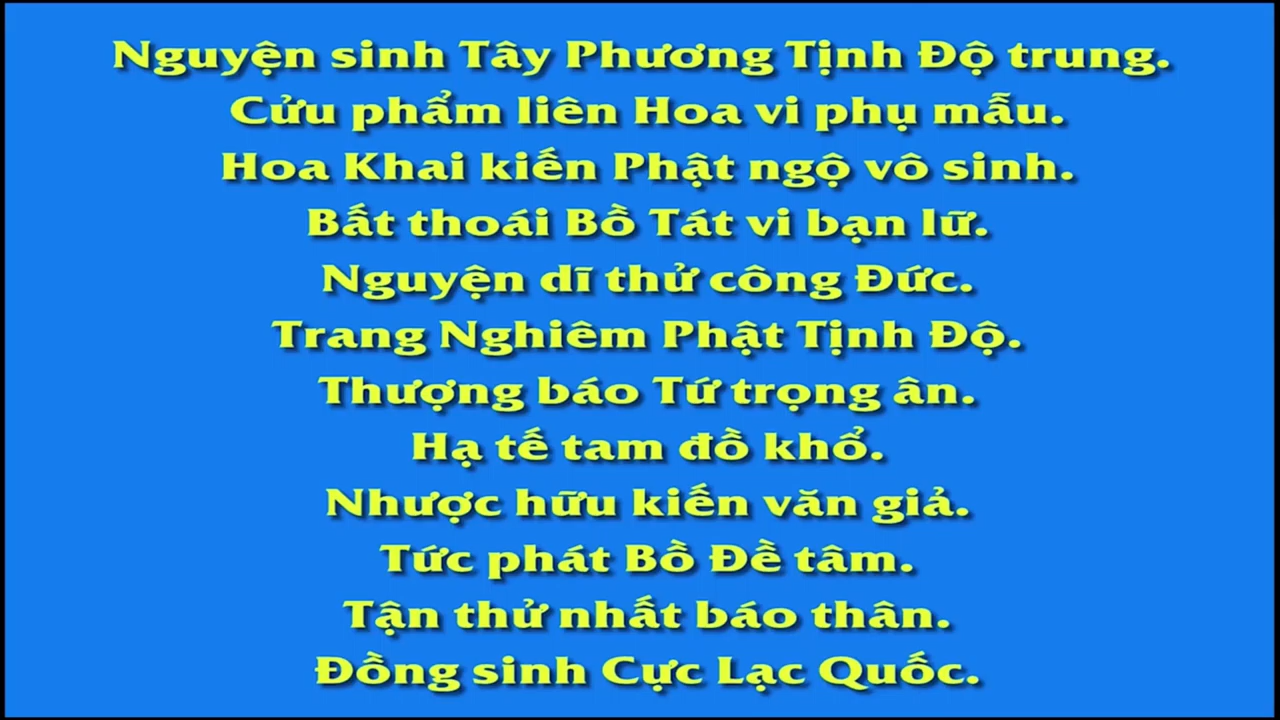 Nguyện sinh Tây Phương Tịnh Độ trung.
Cửu phẩm liên Hoa vi phụ mẫu.
Hoa Khai kiến Phật ngộ vô sinh.
Bất thoái Bồ Tát vi bạn lữ.
Nguyện dĩ thử công Đức.
Trang Nghiêm Phật Tịnh Độ.
Thượng báo Tứ trọng ân.
Hạ tế tam đồ khổ.
Nhược hữu kiến văn giả.
Tức phát Bồ Đề tâm.
Tận thử nhất báo thân.
Đồng sinh Cực Lạc Quốc.